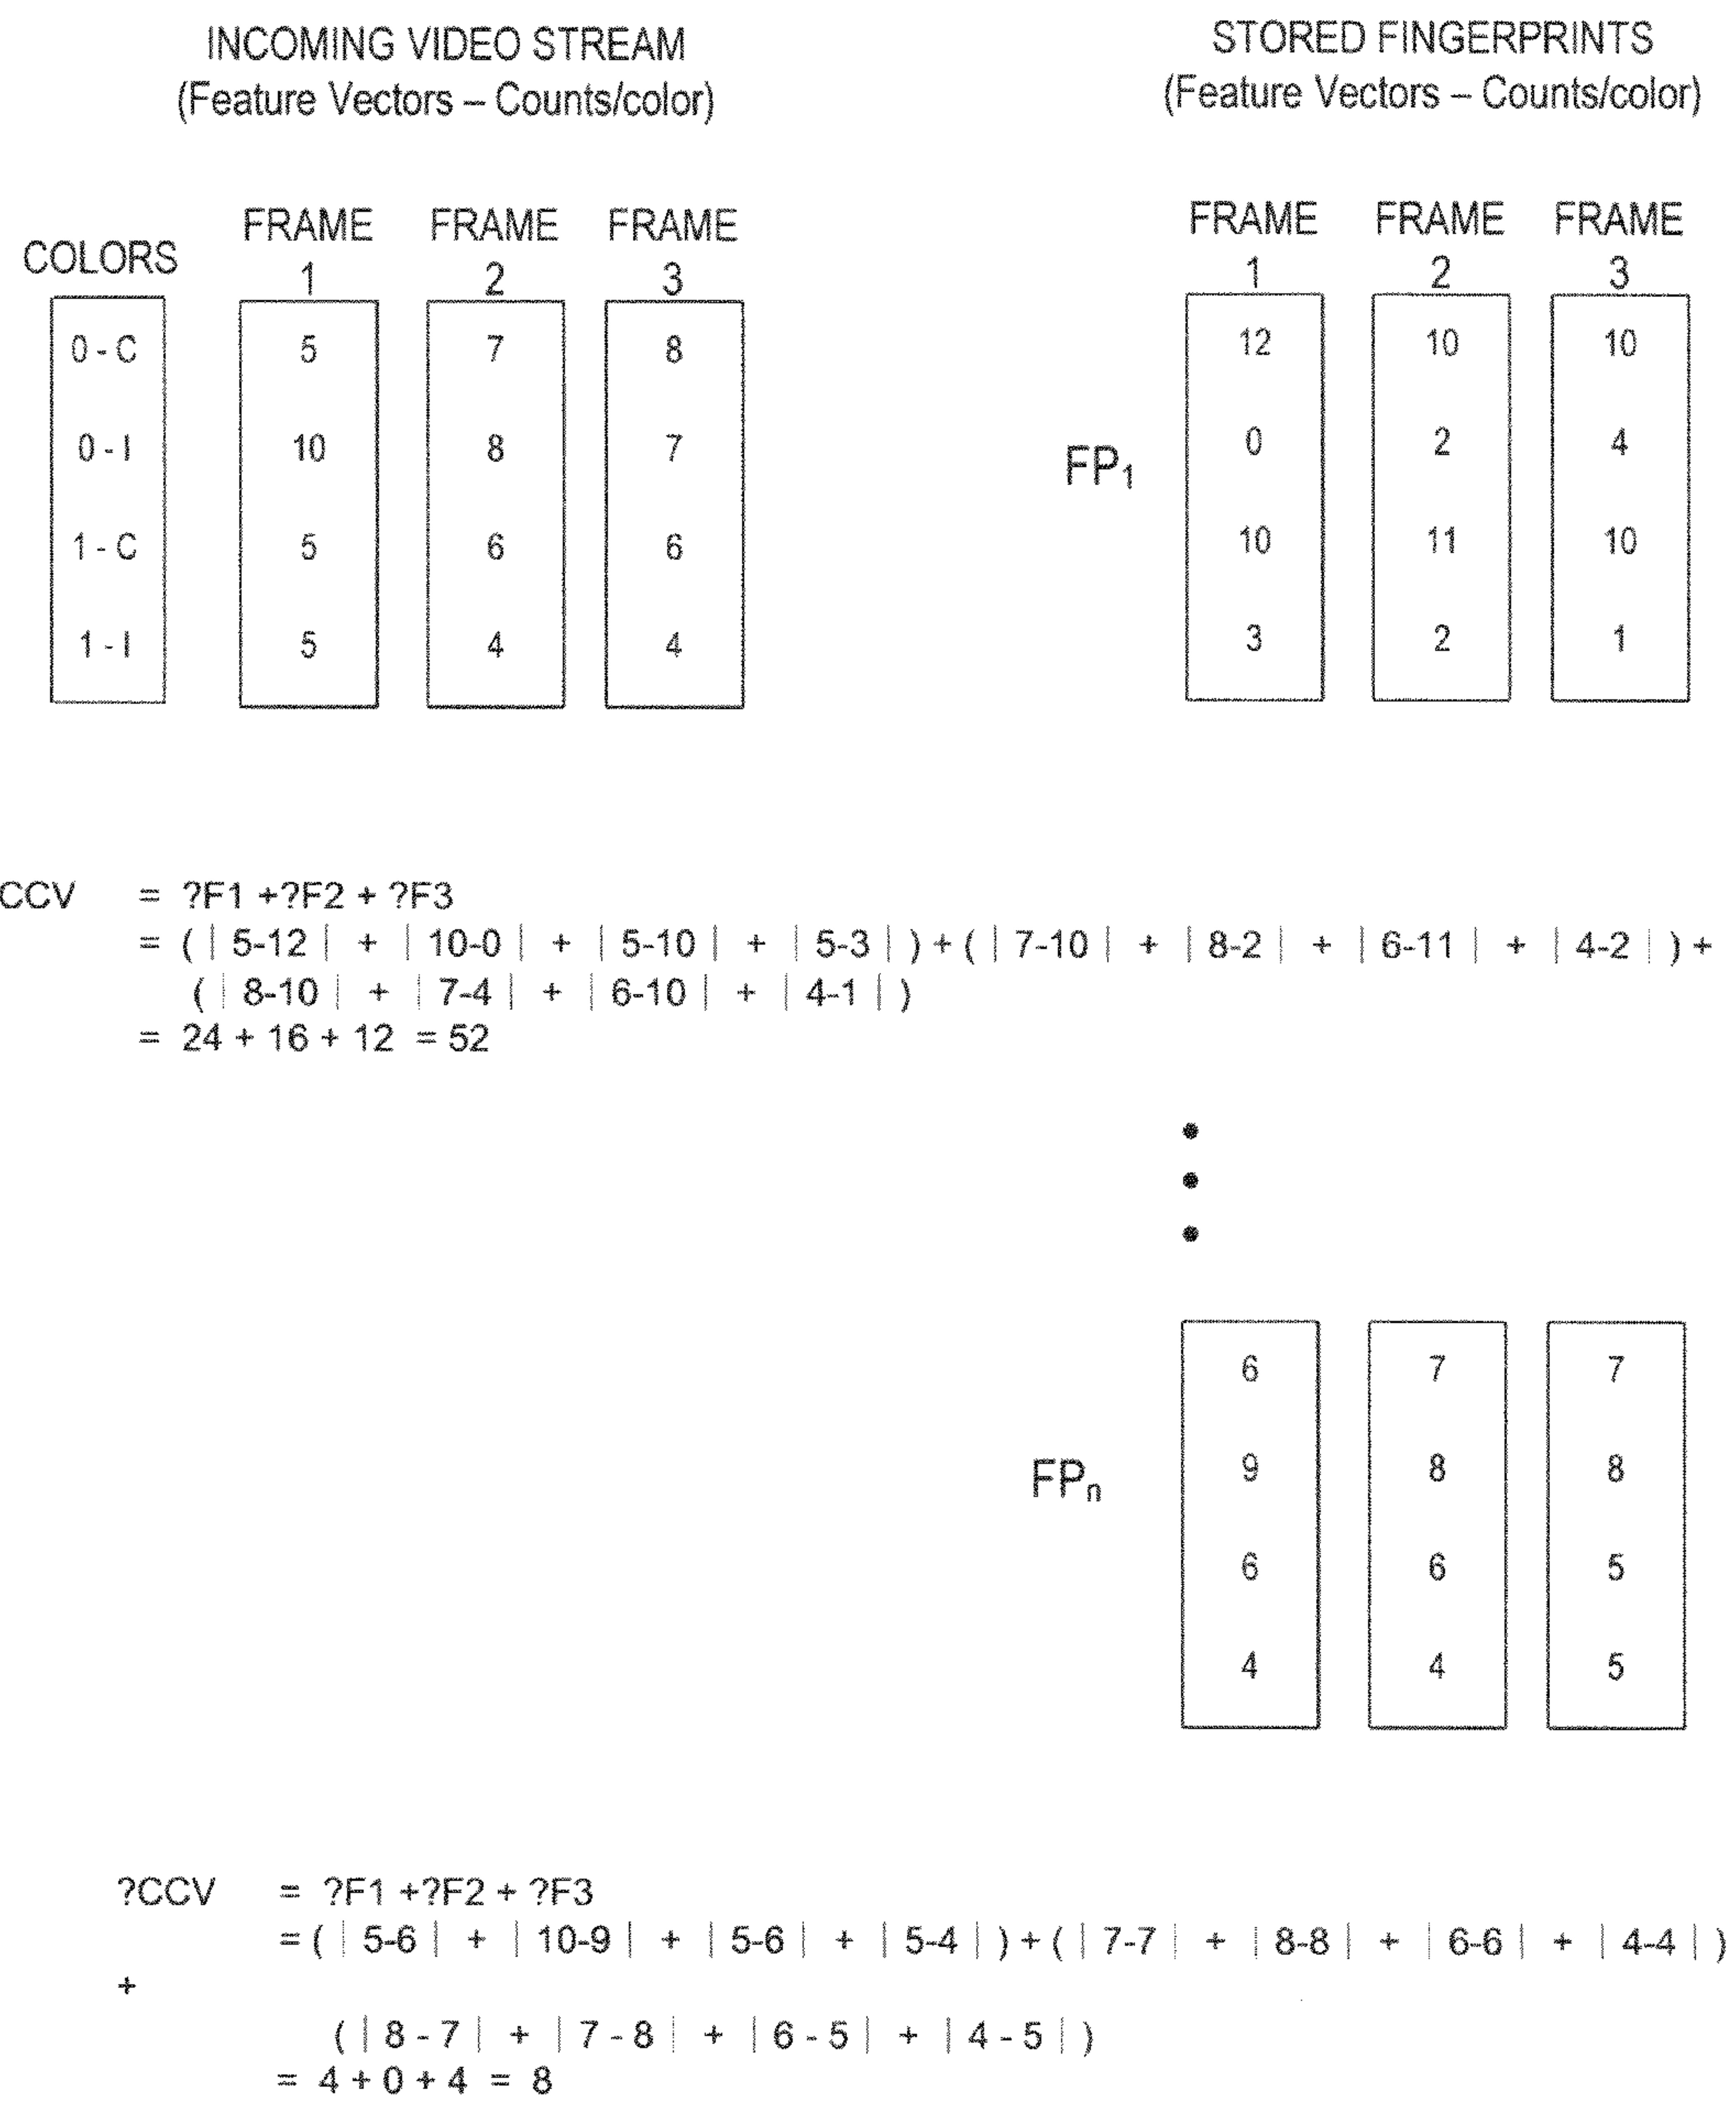 INCOMING VIDEO STREAM
(Feature Vectors – Counts/color)
STORED FINGERPRINTS
(Feature Vectors – Counts/color)
COLORS
FRAME 1 FRAME 2 FRAME 3
0 - C 5 7 8
0 - I 10 8 7
1 - C 5 6 6
1 - I 5 4 4
FRAME 1 FRAME 2 FRAME 3
FP1
12 10 10
0 2 4
10 11 10
3 2 1
CCV = ?F1 +?F2 + ?F3
= ( | 5-12 | + | 10-0 | + | 5-10 | + | 5-3 | ) + ( | 7-10 | + | 8-2 | + | 6-11 | + | 4-2 | ) +
( | 8-10 | + | 7-4 | + | 6-10 | + | 4-1 | )
= 24 + 16 + 12 = 52
FPn
6 7 7
9 8 8
6 6 5
4 4 5
?CCV = ?F1 +?F2 + ?F3
= ( | 5-6 | + | 10-9 | + | 5-6 | + | 5-4 | ) + ( | 7-7 | + | 8-8 | + | 6-6 | + | 4-4 | )
+
( | 8 - 7 | + | 7 - 8 | + | 6 - 5 | + | 4 - 5 | )
= 4 + 0 + 4 = 8